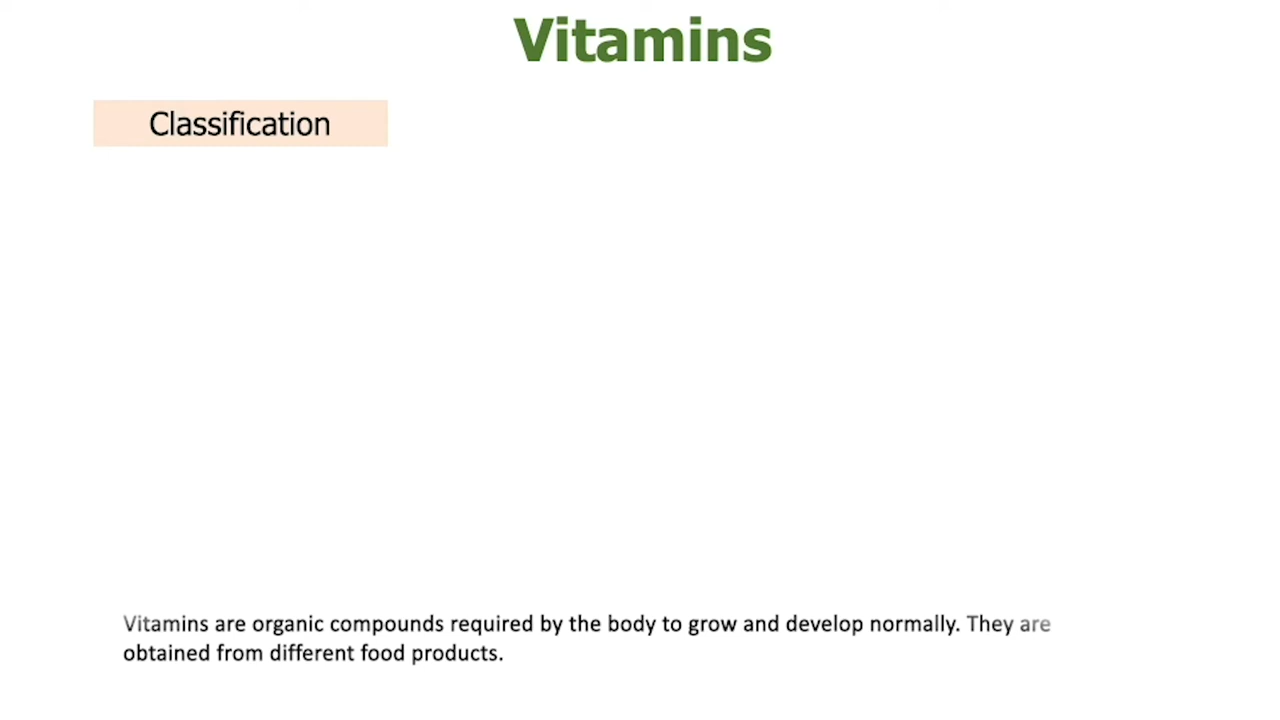 Vitamins
Classification
Vitamins are organic compounds required by the body to grow and develop normally. They are
obtained from different food products.